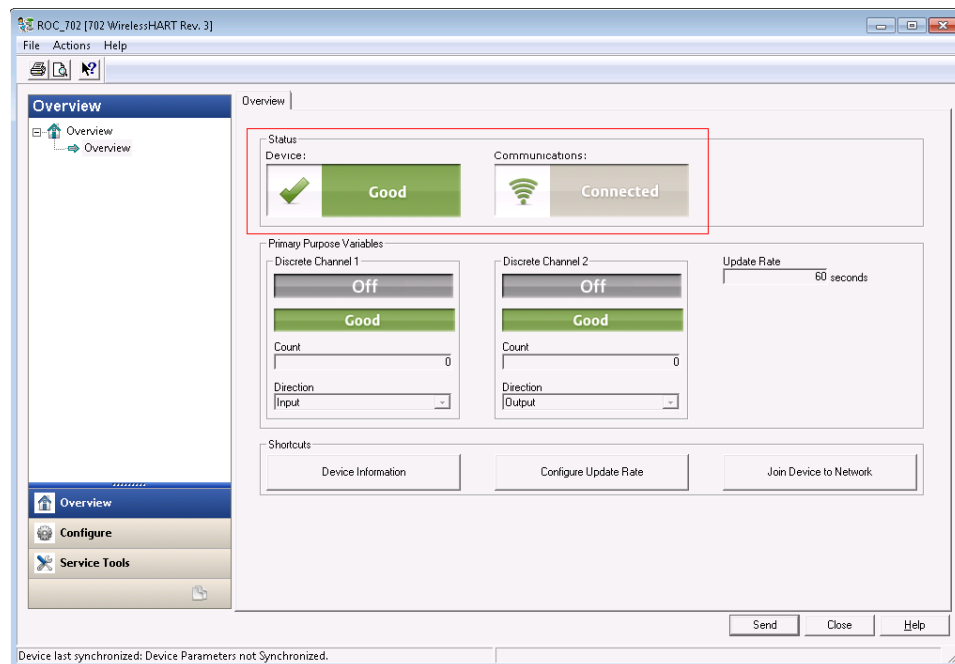 ROC_702 [702 WirelessHART Rev. 3]
File Actions Help
Overview
Overview
Overview
Overview
Status
Device:
Good
Communications:
Connected
Primary Purpose Variables
Discrete Channel 1
Off
Good
Count
0
Direction
Input
Discrete Channel 2
Off
Good
Count
0
Direction
Output
Update Rate
60 seconds
Shortcuts
Device Information
Configure Update Rate
Join Device to Network
Overview
Configure
Service Tools
Send
Close
Help
Device last synchronized: Device Parameters not Synchronized.